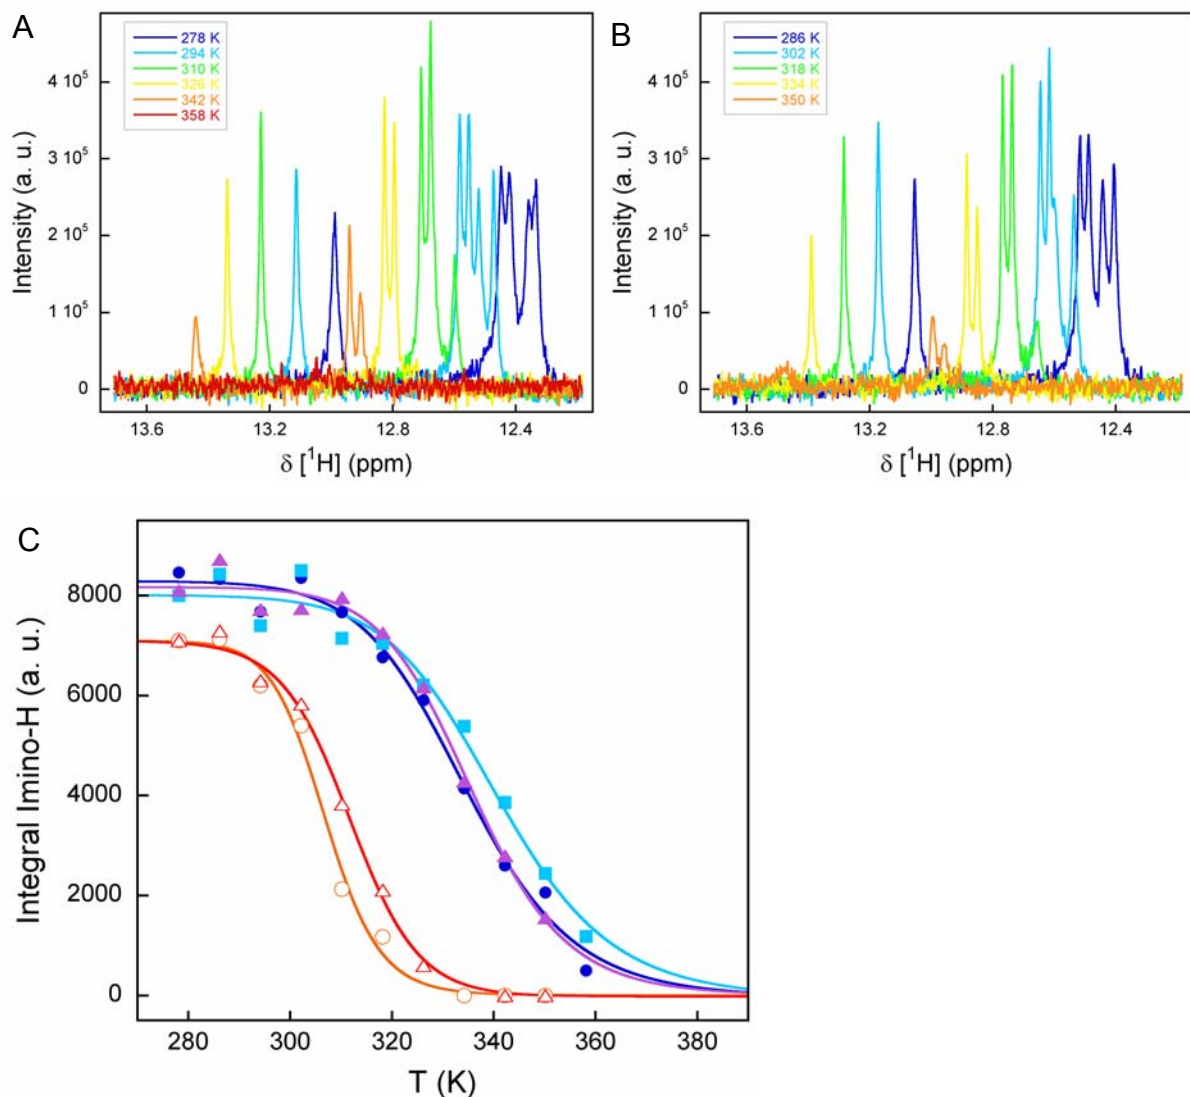 A
278 K
294 K
310 K
326 K
342 K
358 K
4 10⁵
3 10⁵
2 10⁵
1 10⁵
0
Intensity (a. u.)
13.6 13.2 12.8 12.4
δ [¹H] (ppm)
B
286 K
302 K
318 K
334 K
350 K
4 10⁵
3 10⁵
2 10⁵
1 10⁵
0
Intensity (a. u.)
13.6 13.2 12.8 12.4
δ [¹H] (ppm)
C
8000
6000
4000
2000
0
Integral Imino-H (a. u.)
280 300 320 340 360 380
T (K)